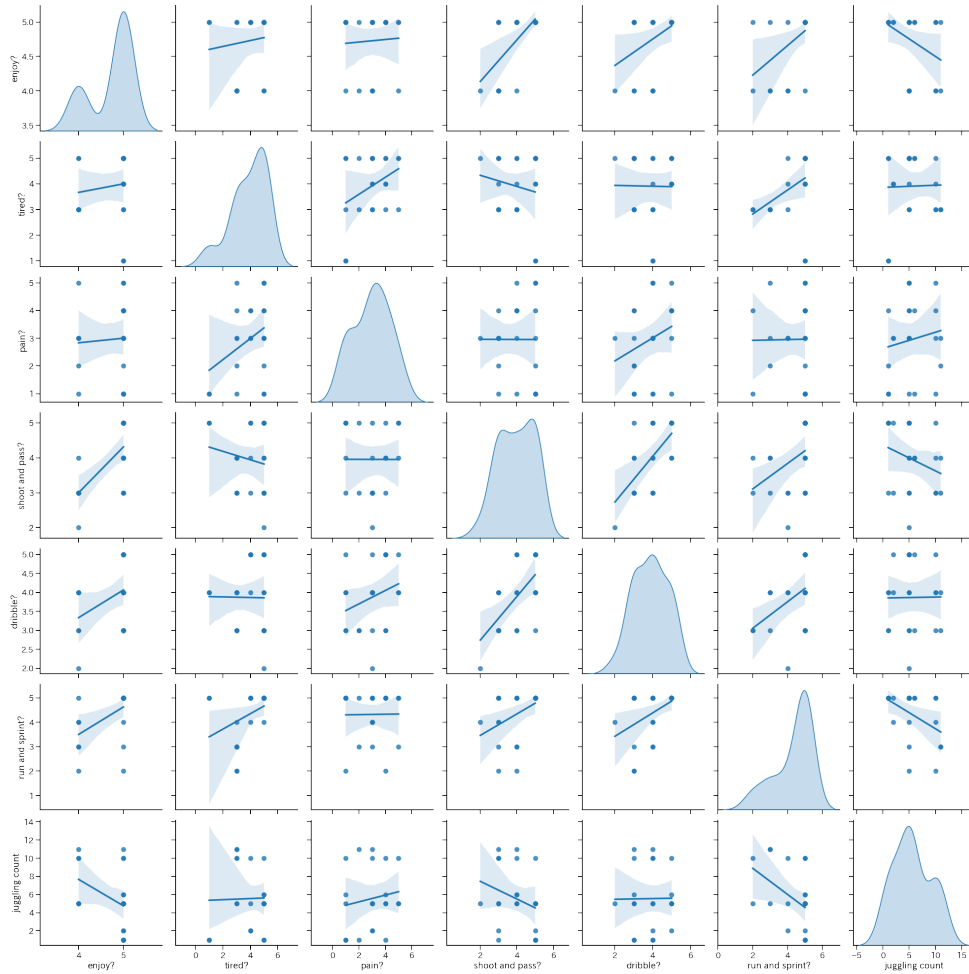 5.0
4.5
4.0
3.5
enjoy?
5
4
3
2
1
tired?
5
4
3
2
1
pain?
5
4
3
2
shoot and pass?
5.0
4.5
4.0
3.5
3.0
2.5
2.0
dribble?
5
4
3
2
1
run and sprint?
14
12
10
8
6
4
2
juggling count
4 5
0 2 4 6
0 2 4 6
2 4 6
2 4 6
2 4 6
−5 0 5 10 15
enjoy? tired? pain? shoot and pass? dribble? run and sprint? juggling count